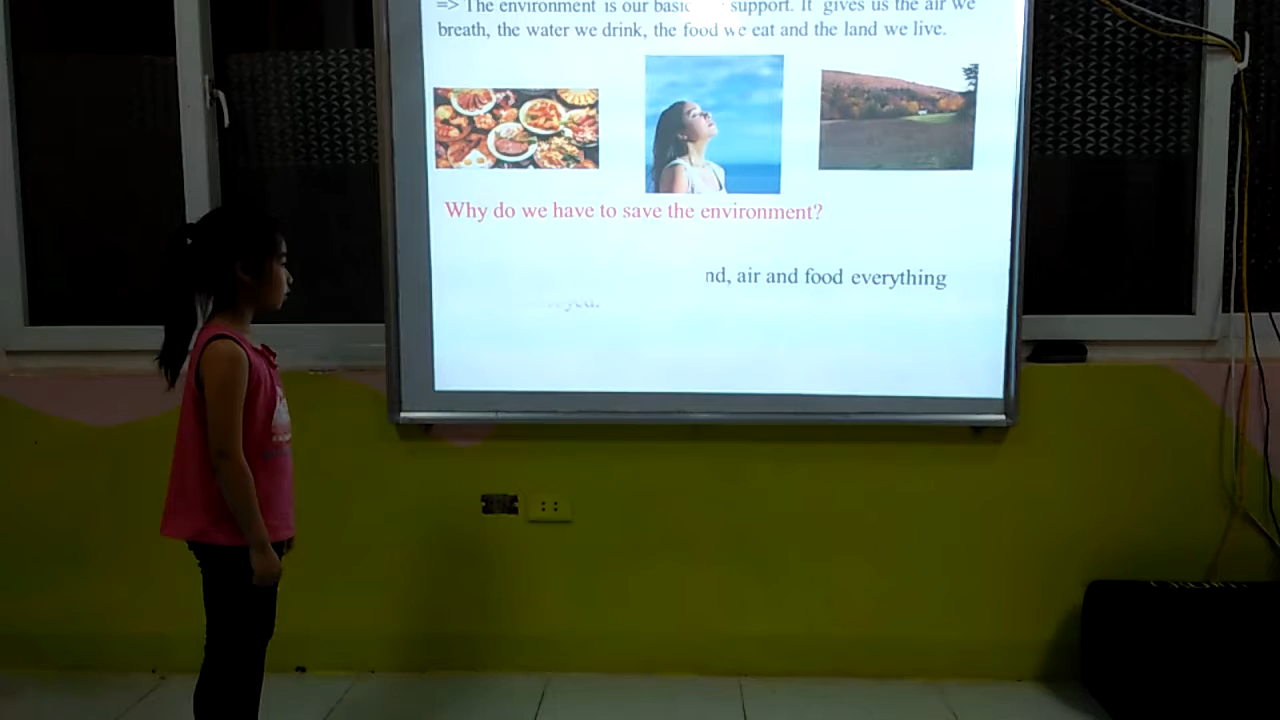 => The environment is our basic support. It gives us the air we
breath, the water we drink, the food we eat and the land we live.
Why do we have to save the environment?
nd, air and food everything